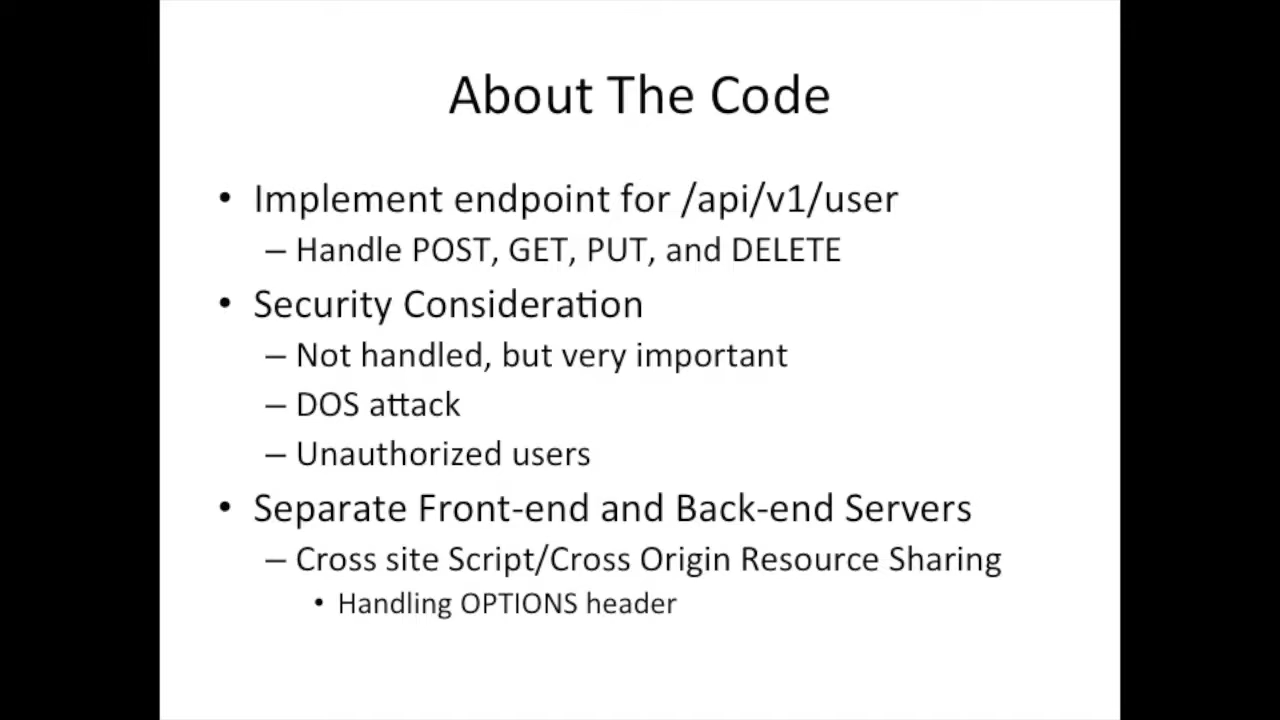 About The Code
• Implement endpoint for /api/v1/user
– Handle POST, GET, PUT, and DELETE
• Security Consideration
– Not handled, but very important
– DOS attack
– Unauthorized users
• Separate Front-end and Back-end Servers
– Cross site Script/Cross Origin Resource Sharing
• Handling OPTIONS header